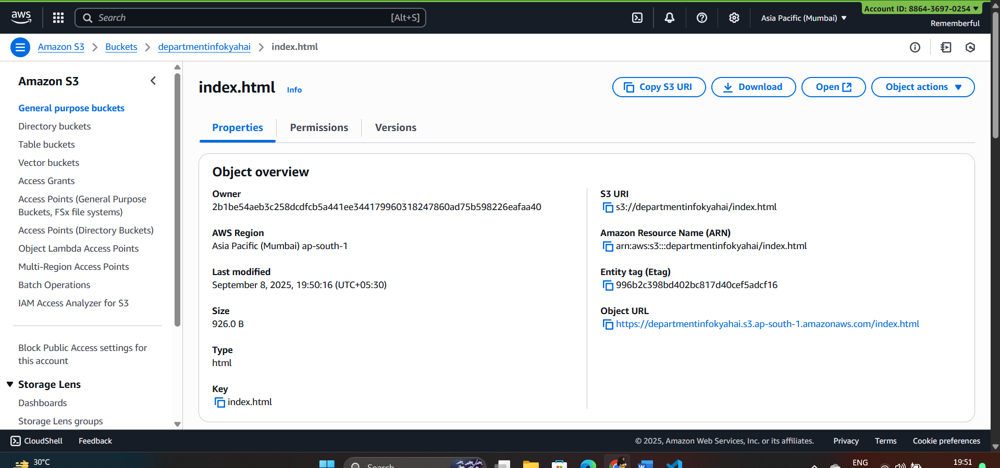 aws
Search [Alt+S]
Asia Pacific (Mumbai)
Account ID: 8864-3697-0254
Rememberful
Amazon S3 Buckets departmentinfokyahai index.html
Amazon S3
General purpose buckets
Directory buckets
Table buckets
Vector buckets
Access Grants
Access Points (General Purpose
Buckets, FSx file systems)
Access Points (Directory Buckets)
Object Lambda Access Points
Multi-Region Access Points
Batch Operations
IAM Access Analyzer for S3
Block Public Access settings for
this account
Storage Lens
Dashboards
Storage Lens groups
index.html Info
Copy S3 URI Download Open Object actions
Properties Permissions Versions
Object overview
Owner
2b1be54aeb3c258dcdfcb5a441ee344179960318247860ad75b598226eafaa40
AWS Region
Asia Pacific (Mumbai) ap-south-1
Last modified
September 8, 2025, 19:50:16 (UTC+05:30)
Size
926.0 B
Type
html
Key
index.html
S3 URI
s3://departmentinfokyahai/index.html
Amazon Resource Name (ARN)
arn:aws:s3:::departmentinfokyahai/index.html
Entity tag (Etag)
996b2c398bd402bc817d40cef5adcf16
Object URL
https://departmentinfokyahai.s3.ap-south-1.amazonaws.com/index.html
CloudShell Feedback © 2025, Amazon Web Services, Inc. or its affiliates. Privacy Terms Cookie preferences
30°C
Search
ENG
19:51